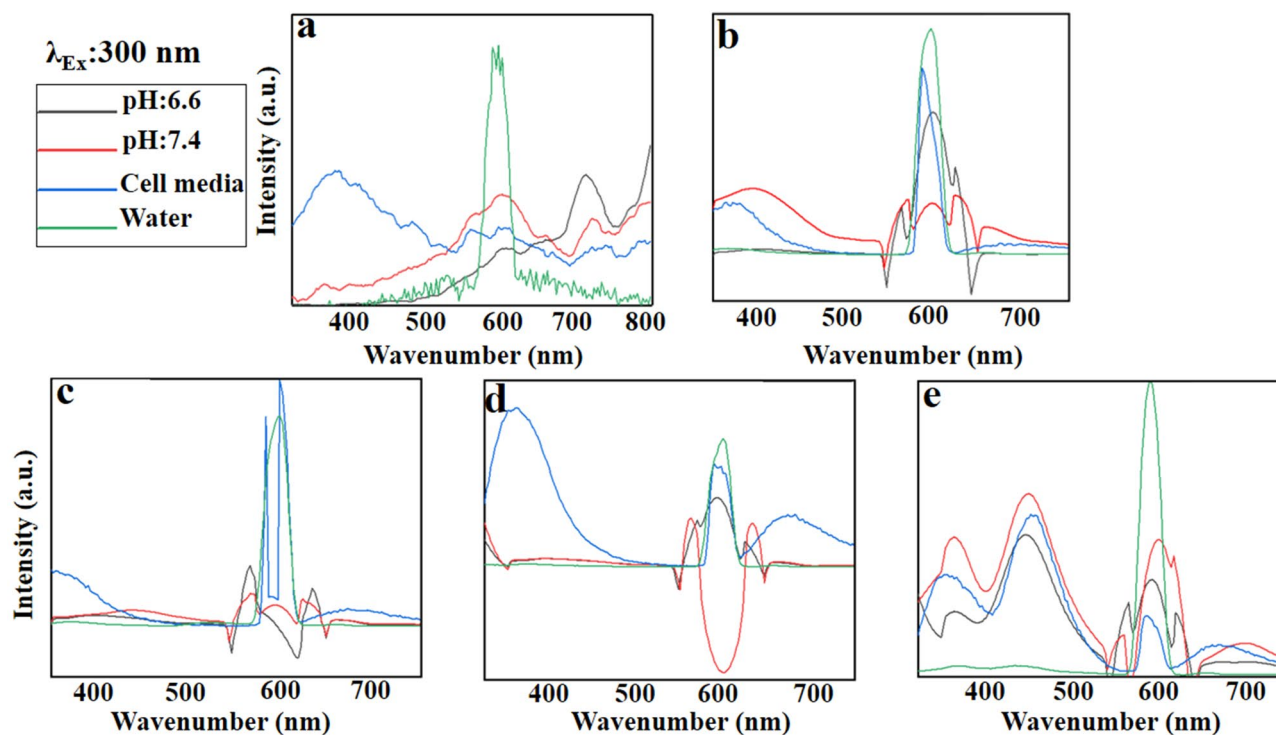 λEx:300 nm
pH:6.6
pH:7.4
Cell media
Water
a
Intensity (a.u.)
400 500 600 700 800
Wavenumber (nm)
b
400 500 600 700
Wavenumber (nm)
c
Intensity (a.u.)
400 500 600 700
Wavenumber (nm)
d
400 500 600 700
Wavenumber (nm)
e
400 500 600 700
Wavenumber (nm)